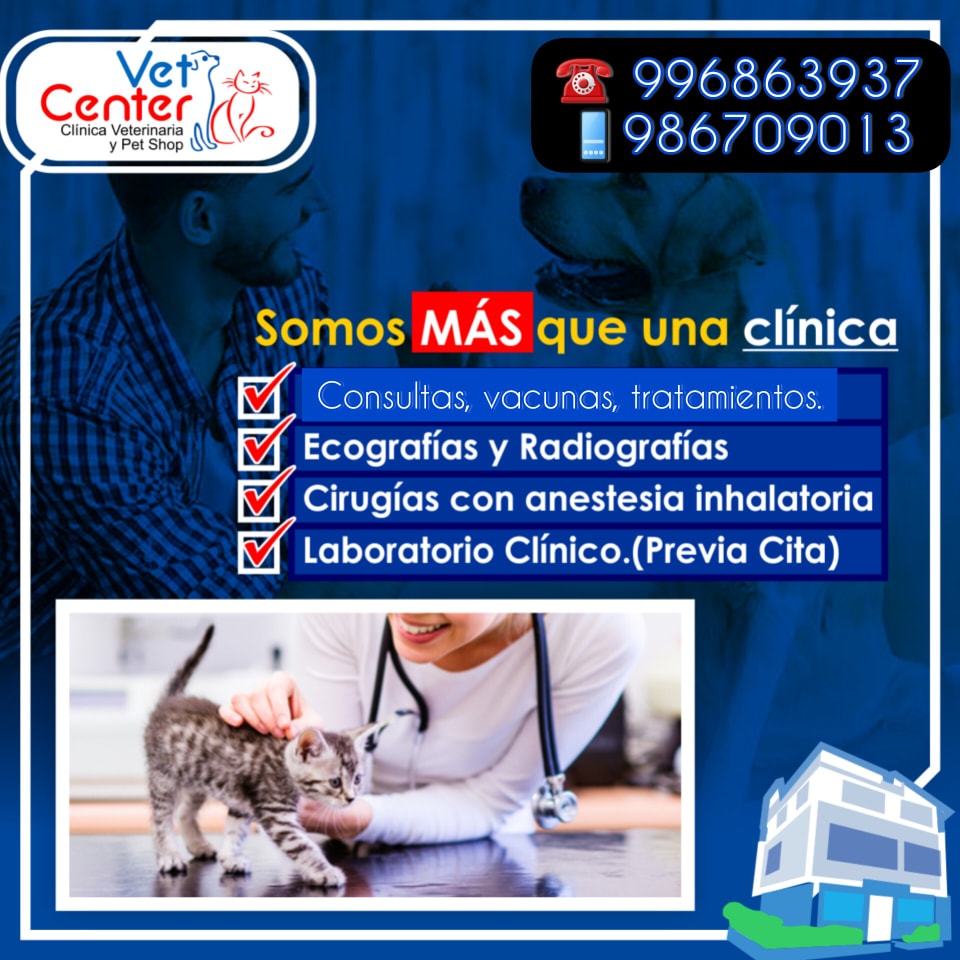 Vet
Center
Clínica Veterinaria
y Pet Shop
996863937
986709013
Somos MÁS que una clínica
Consultas, vacunas, tratamientos.
Ecografías y Radiografías
Cirugías con anestesia inhalatoria
Laboratorio Clínico.(Previa Cita)